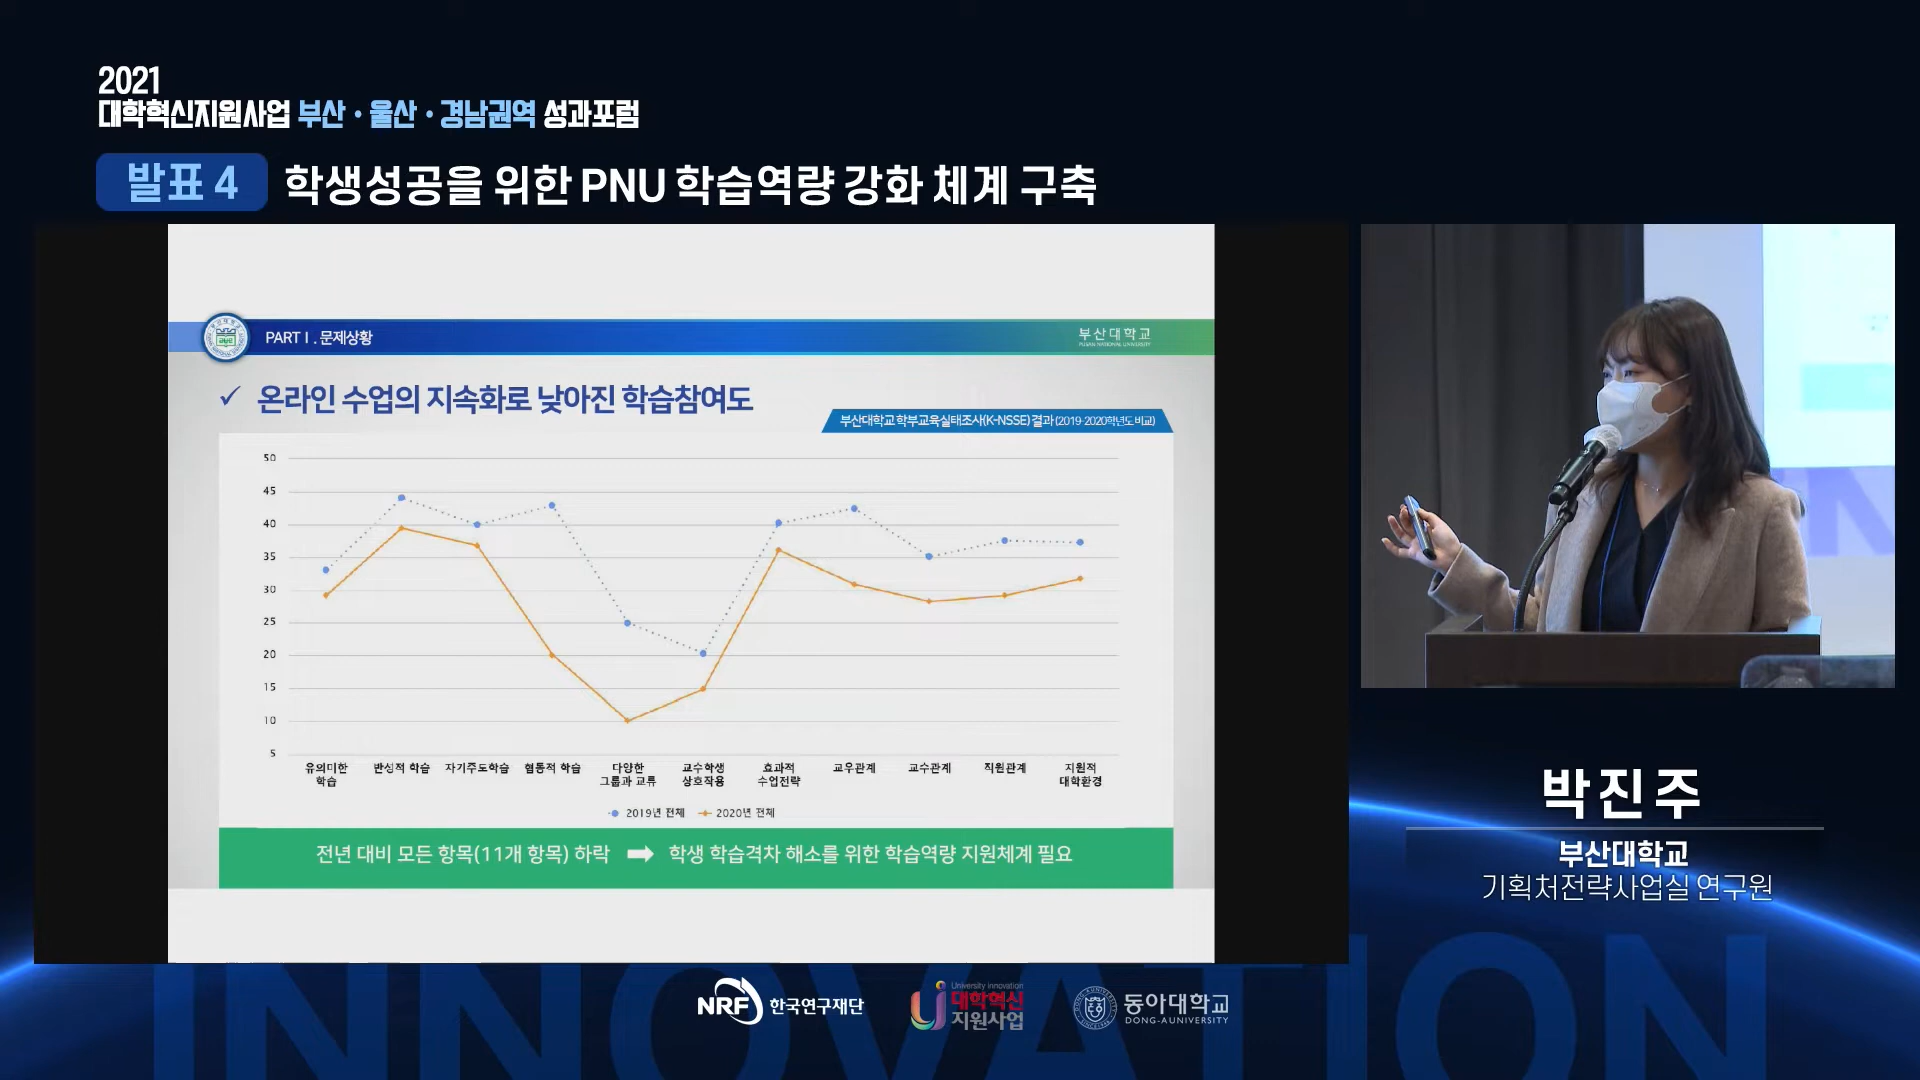 2021
대학혁신지원사업 부산·울산·경남권역 성과포럼
발표 4 학생성공을 위한 PNU 학습역량 강화 체계 구축
PART Ⅰ. 문제상황
부산대학교
PUSAN NATIONAL UNIVERSITY
✓ 온라인 수업의 지속화로 낮아진 학습참여도
부산대학교 학부교육실태조사(K-NSSE) 결과 (2019-2020학년도 비교)
50
45
40
35
30
25
20
15
10
5
유의미한 학습
반성적 학습
자기주도학습
협동적 학습
다양한 그룹과 교류
교수학생 상호작용
효과적 수업전략
교우관계
교수관계
직원관계
지원적 대학환경
2019년 전체 2020년 전체
전년 대비 모든 항목(11개 항목) 하락 ➡ 학생 학습격차 해소를 위한 학습역량 지원체계 필요
박진주
부산대학교
기획처전략사업실 연구원
INNOVATION
NRF 한국연구재단
University innovation
대학혁신
지원사업
동아대학교
DONG-A UNIVERSITY